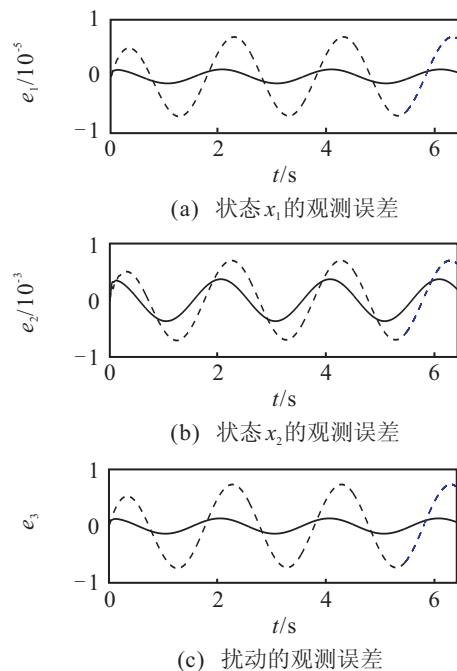 1
0
−1
e₁/10⁻⁵
0 2 4 6
t/s
(a) 状态x₁的观测误差
1
0
−1
e₂/10⁻³
0 2 4 6
t/s
(b) 状态x₂的观测误差
1
0
−1
e₃
0 2 4 6
t/s
(c) 扰动的观测误差